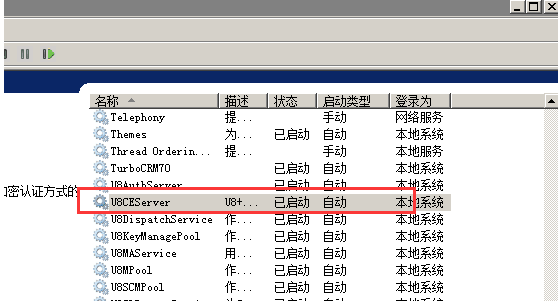 名称 描述 状态 启动类型 登录为
Telephony 提... 手动 网络服务
Themes 为... 已启动 自动 本地系统
Thread Orderin... 提... 手动 本地服务
TurboCRM70 已启动 自动 本地系统
U8AuthServer 已启动 自动 本地系统
加密认证方式的
U8CEServer U8+... 已启动 自动 本地系统
U8DispatchService 作... 已启动 自动 本地系统
U8KeyManagePool 作... 已启动 自动 本地系统
U8MAService 用... 已启动 自动 本地系统
U8MPool 作... 已启动 自动 本地系统
U8SCMPool 作... 已启动 自动 本地系统